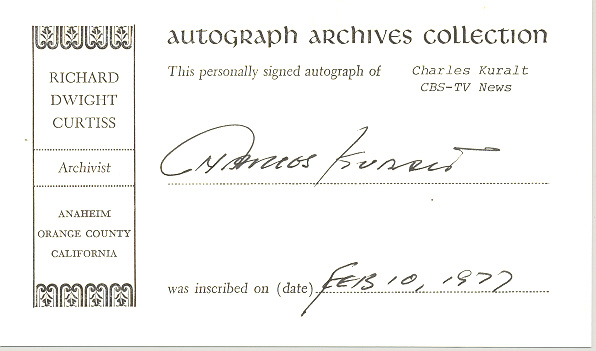 AUTOGRAPH ARCHIVES COLLECTION
This personally signed autograph of Charles Kuralt
CBS-TV News
RICHARD
DWIGHT
CURTISS
Archivist
ANAHEIM
ORANGE COUNTY
CALIFORNIA
Charles Kuralt
was inscribed on (date) FEB 10, 1977